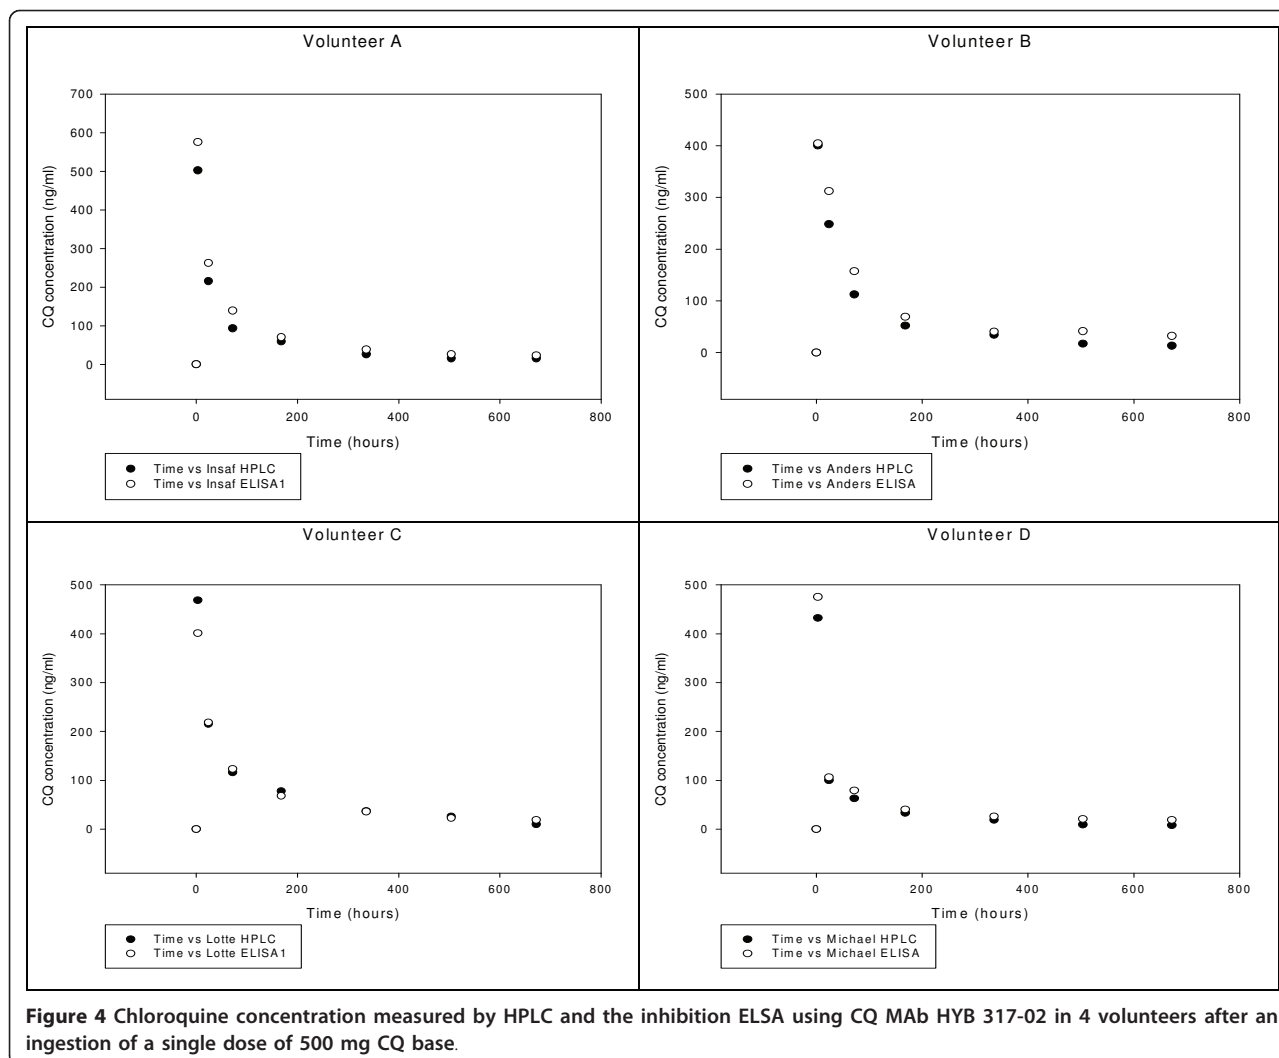 Volunteer A
700
600
500
400
300
200
100
0
CQ concentration (ng/ml)
0 200 400 600 800
Time (hours)
Time vs Insaf HPLC
Time vs Insaf ELISA1
Volunteer B
500
400
300
200
100
0
CQ concentration (ng/ml)
0 200 400 600 800
Time (hours)
Time vs Anders HPLC
Time vs Anders ELISA
Volunteer C
500
400
300
200
100
0
CQ concentration (ng/ml)
0 200 400 600 800
Time (hours)
Time vs Lotte HPLC
Time vs Lotte ELISA1
Volunteer D
500
400
300
200
100
0
CQ concentration (ng/ml)
0 200 400 600 800
Time (hours)
Time vs Michael HPLC
Time vs Michael ELISA
Figure 4 Chloroquine concentration measured by HPLC and the inhibition ELSA using CQ MAb HYB 317-02 in 4 volunteers after an
ingestion of a single dose of 500 mg CQ base.